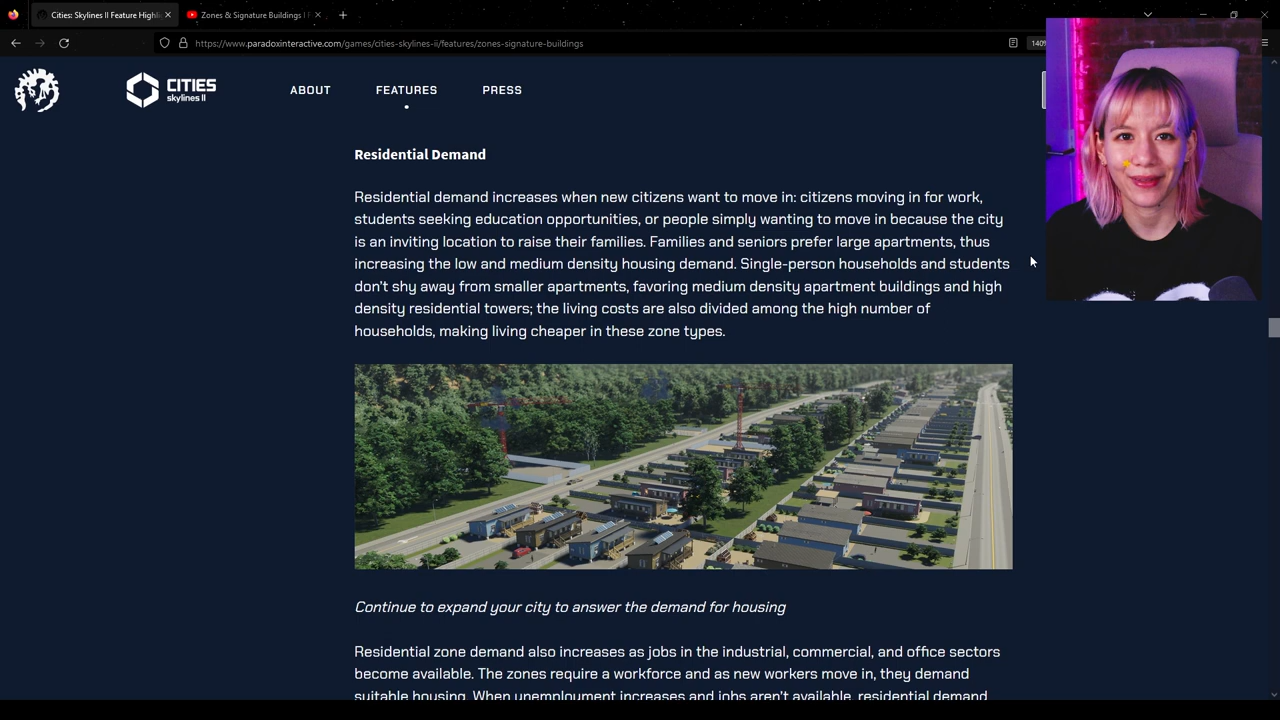 Cities: Skylines II Feature Highli
Zones & Signature Buildings |
https://www.paradoxinteractive.com/games/cities-skylines-ii/features/zones-signature-buildings
140%
CITIES
skylines II
ABOUT
FEATURES
PRESS
Residential Demand
Residential demand increases when new citizens want to move in: citizens moving in for work,
students seeking education opportunities, or people simply wanting to move in because the city
is an inviting location to raise their families. Families and seniors prefer large apartments, thus
increasing the low and medium density housing demand. Single-person households and students
don't shy away from smaller apartments, favoring medium density apartment buildings and high
density residential towers; the living costs are also divided among the high number of
households, making living cheaper in these zone types.
Continue to expand your city to answer the demand for housing
Residential zone demand also increases as jobs in the industrial, commercial, and office sectors
become available. The zones require a workforce and as new workers move in, they demand
suitable housing. When unemployment increases and jobs aren't available, residential demand